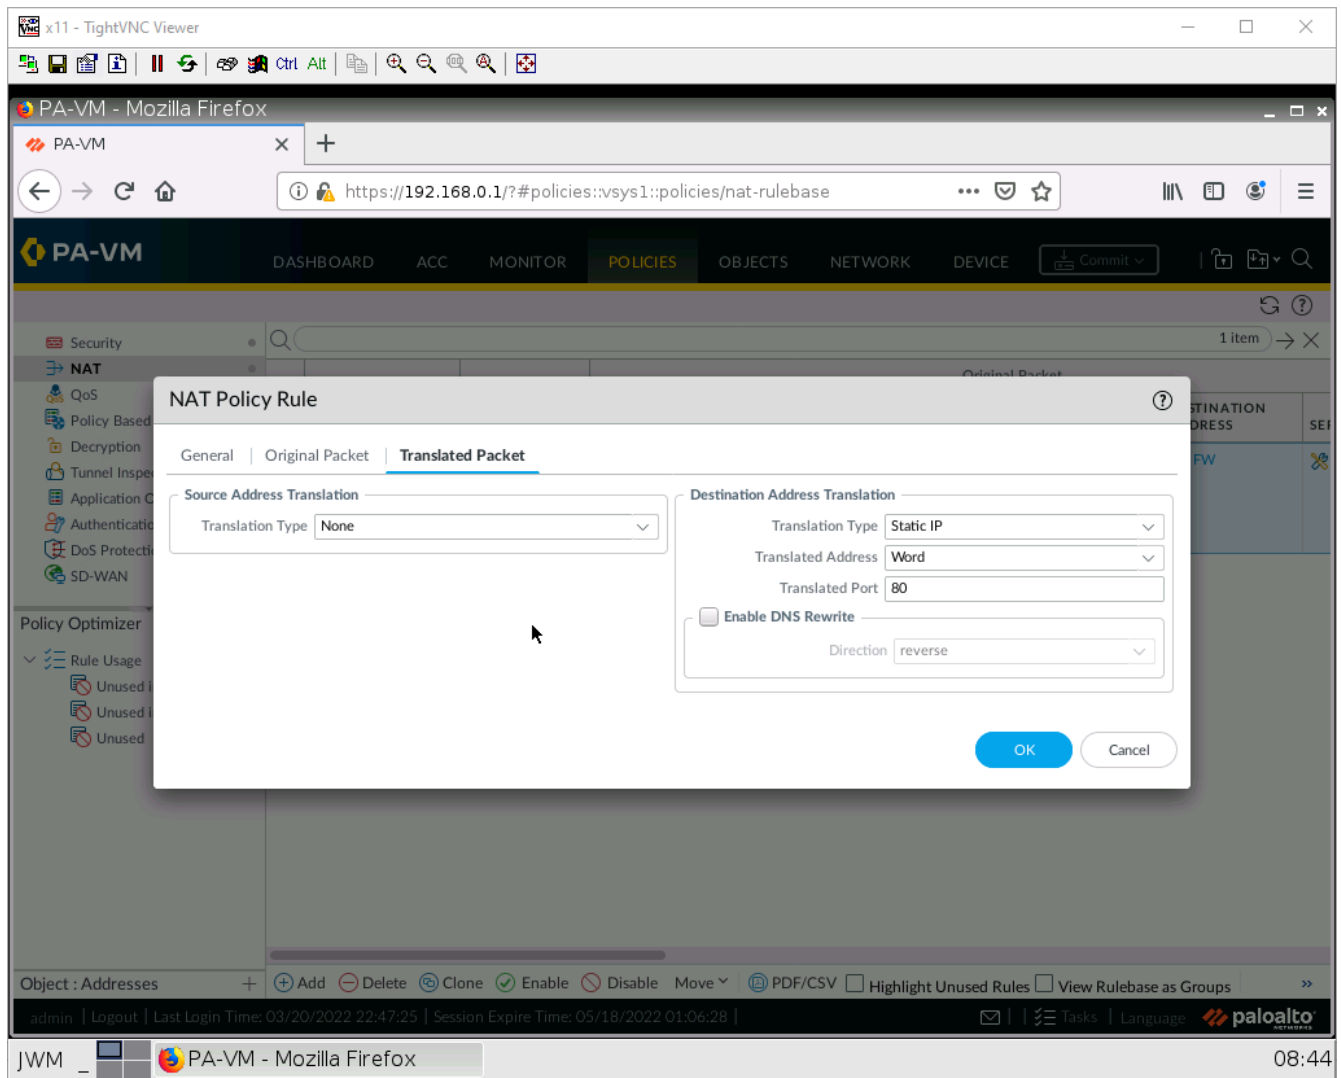 x11 - TightVNC Viewer
Ctrl Alt
PA-VM - Mozilla Firefox
PA-VM
https://192.168.0.1/?#policies::vsys1::policies/nat-rulebase
PA-VM
DASHBOARD ACC MONITOR POLICIES OBJECTS NETWORK DEVICE Commit
1 item
Security
NAT
QoS
Policy Based
Decryption
Tunnel Inspe
Application C
Authenticatio
DoS Protecti
SD-WAN
Policy Optimizer
Rule Usage
Unused i
Unused i
Unused
Original Packet
STINATION
DRESS
SER
FW
NAT Policy Rule
General Original Packet Translated Packet
Source Address Translation
Translation Type None
Destination Address Translation
Translation Type Static IP
Translated Address Word
Translated Port 80
Enable DNS Rewrite
Direction reverse
OK Cancel
Object : Addresses
Add Delete Clone Enable Disable Move PDF/CSV Highlight Unused Rules View Rulebase as Groups
admin | Logout | Last Login Time: 03/20/2022 22:47:25 | Session Expire Time: 05/18/2022 01:06:28 |
Tasks | Language paloalto NETWORKS
JWM PA-VM - Mozilla Firefox 08:44